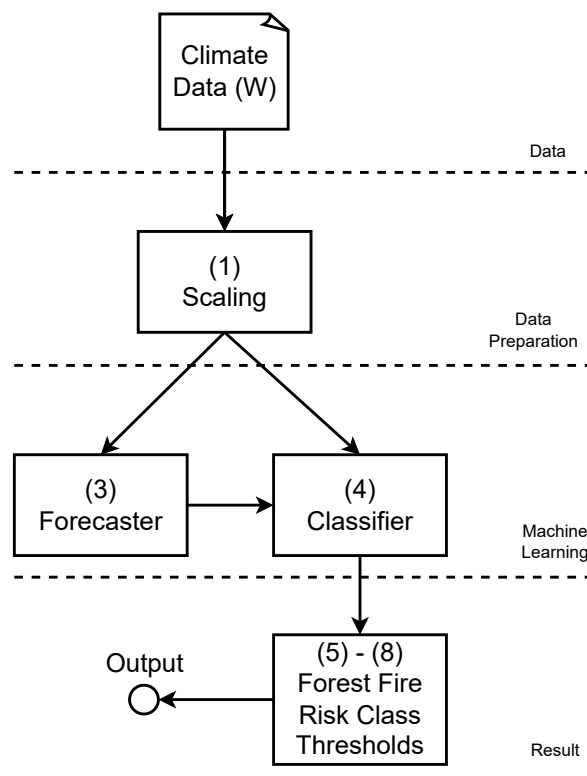 Climate
Data (W)
Data
(1)
Scaling
Data
Preparation
(3)
Forecaster
(4)
Classifier
Machine
Learning
(5) - (8)
Forest Fire
Risk Class
Thresholds
Output
Result